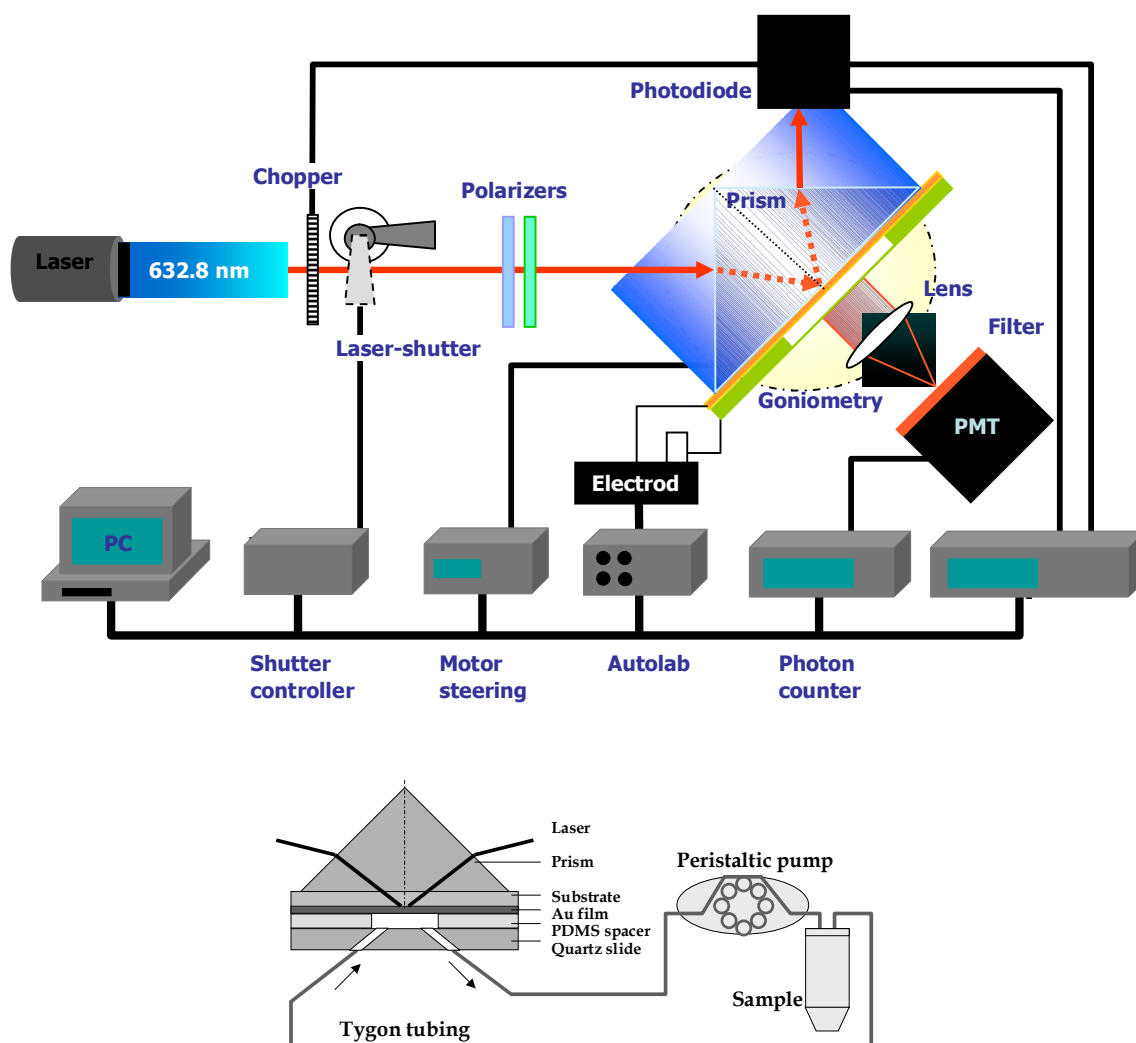 Photodiode
Chopper
Polarizers
Prism
Laser
632.8 nm
Lens
Laser-shutter
Filter
Goniometry
PMT
Electrod
PC
Shutter
controller
Motor
steering
Autolab
Photon
counter
Laser
Prism
Peristaltic pump
Substrate
Au film
PDMS spacer
Quartz slide
Sample
Tygon tubing